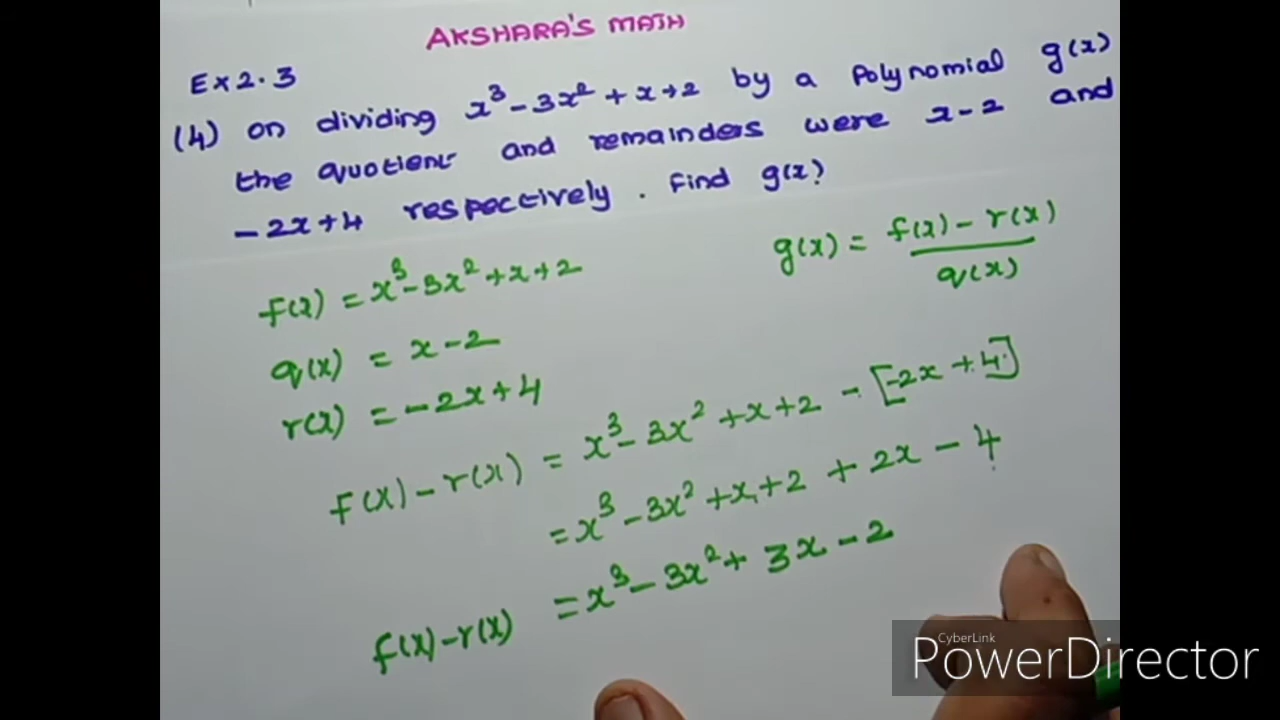 AKSHARA'S MATH
Ex 2.3
(4) on dividing x³-3x²+x+2 by a polynomial g(x)
the quotient and remainders were x-2 and
-2x+4 respectively. Find g(x)?
f(x) = x³-3x²+x+2
g(x) = f(x)-r(x)
q(x)
q(x) = x-2
r(x) = -2x+4
f(x)-r(x) = x³-3x²+x+2 - [-2x+4]
= x³-3x²+x+2+2x-4
f(x)-r(x) = x³-3x²+3x-2
CyberLink
PowerDirector